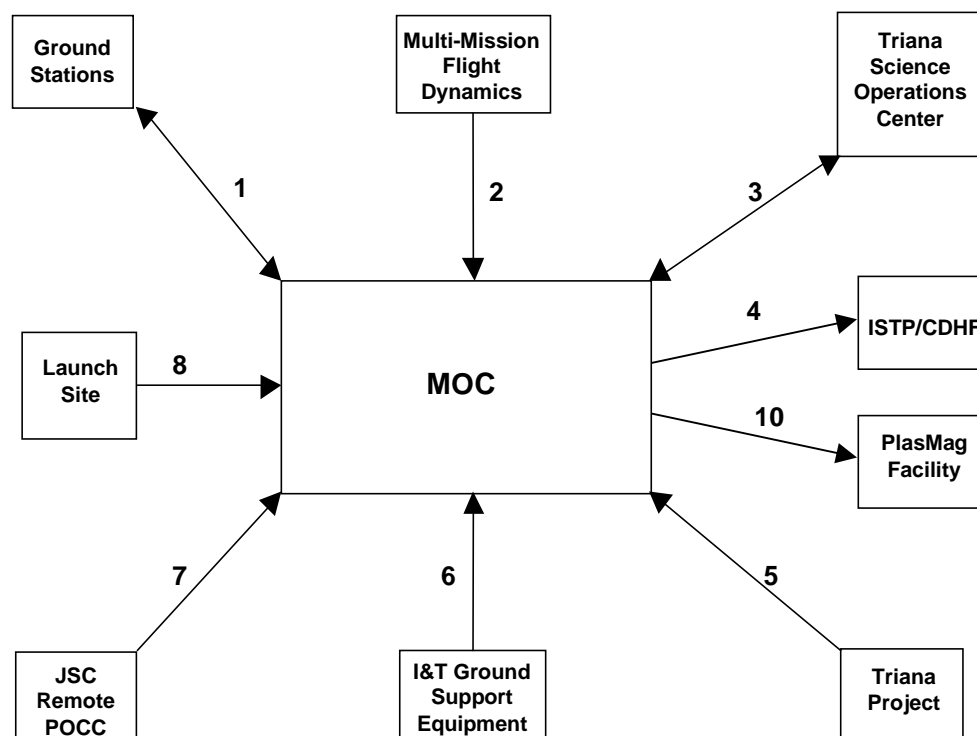 Ground
Stations
Multi-Mission
Flight
Dynamics
Triana
Science
Operations
Center
1
2
3
4
ISTP/CDHF
Launch
Site
8
MOC
10
PlasMag
Facility
7
6
5
JSC
Remote
POCC
I&T Ground
Support
Equipment
Triana
Project